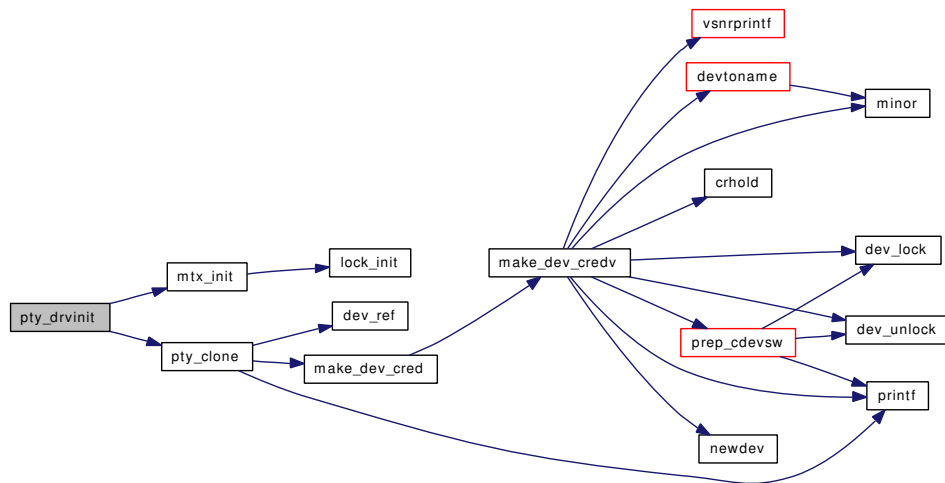 vsnrprintf
devtoname
minor
crhold
lock_init
make_dev_credv
dev_lock
mtx_init
pty_drvinit
dev_ref
dev_unlock
pty_clone
prep_cdevsw
make_dev_cred
printf
newdev